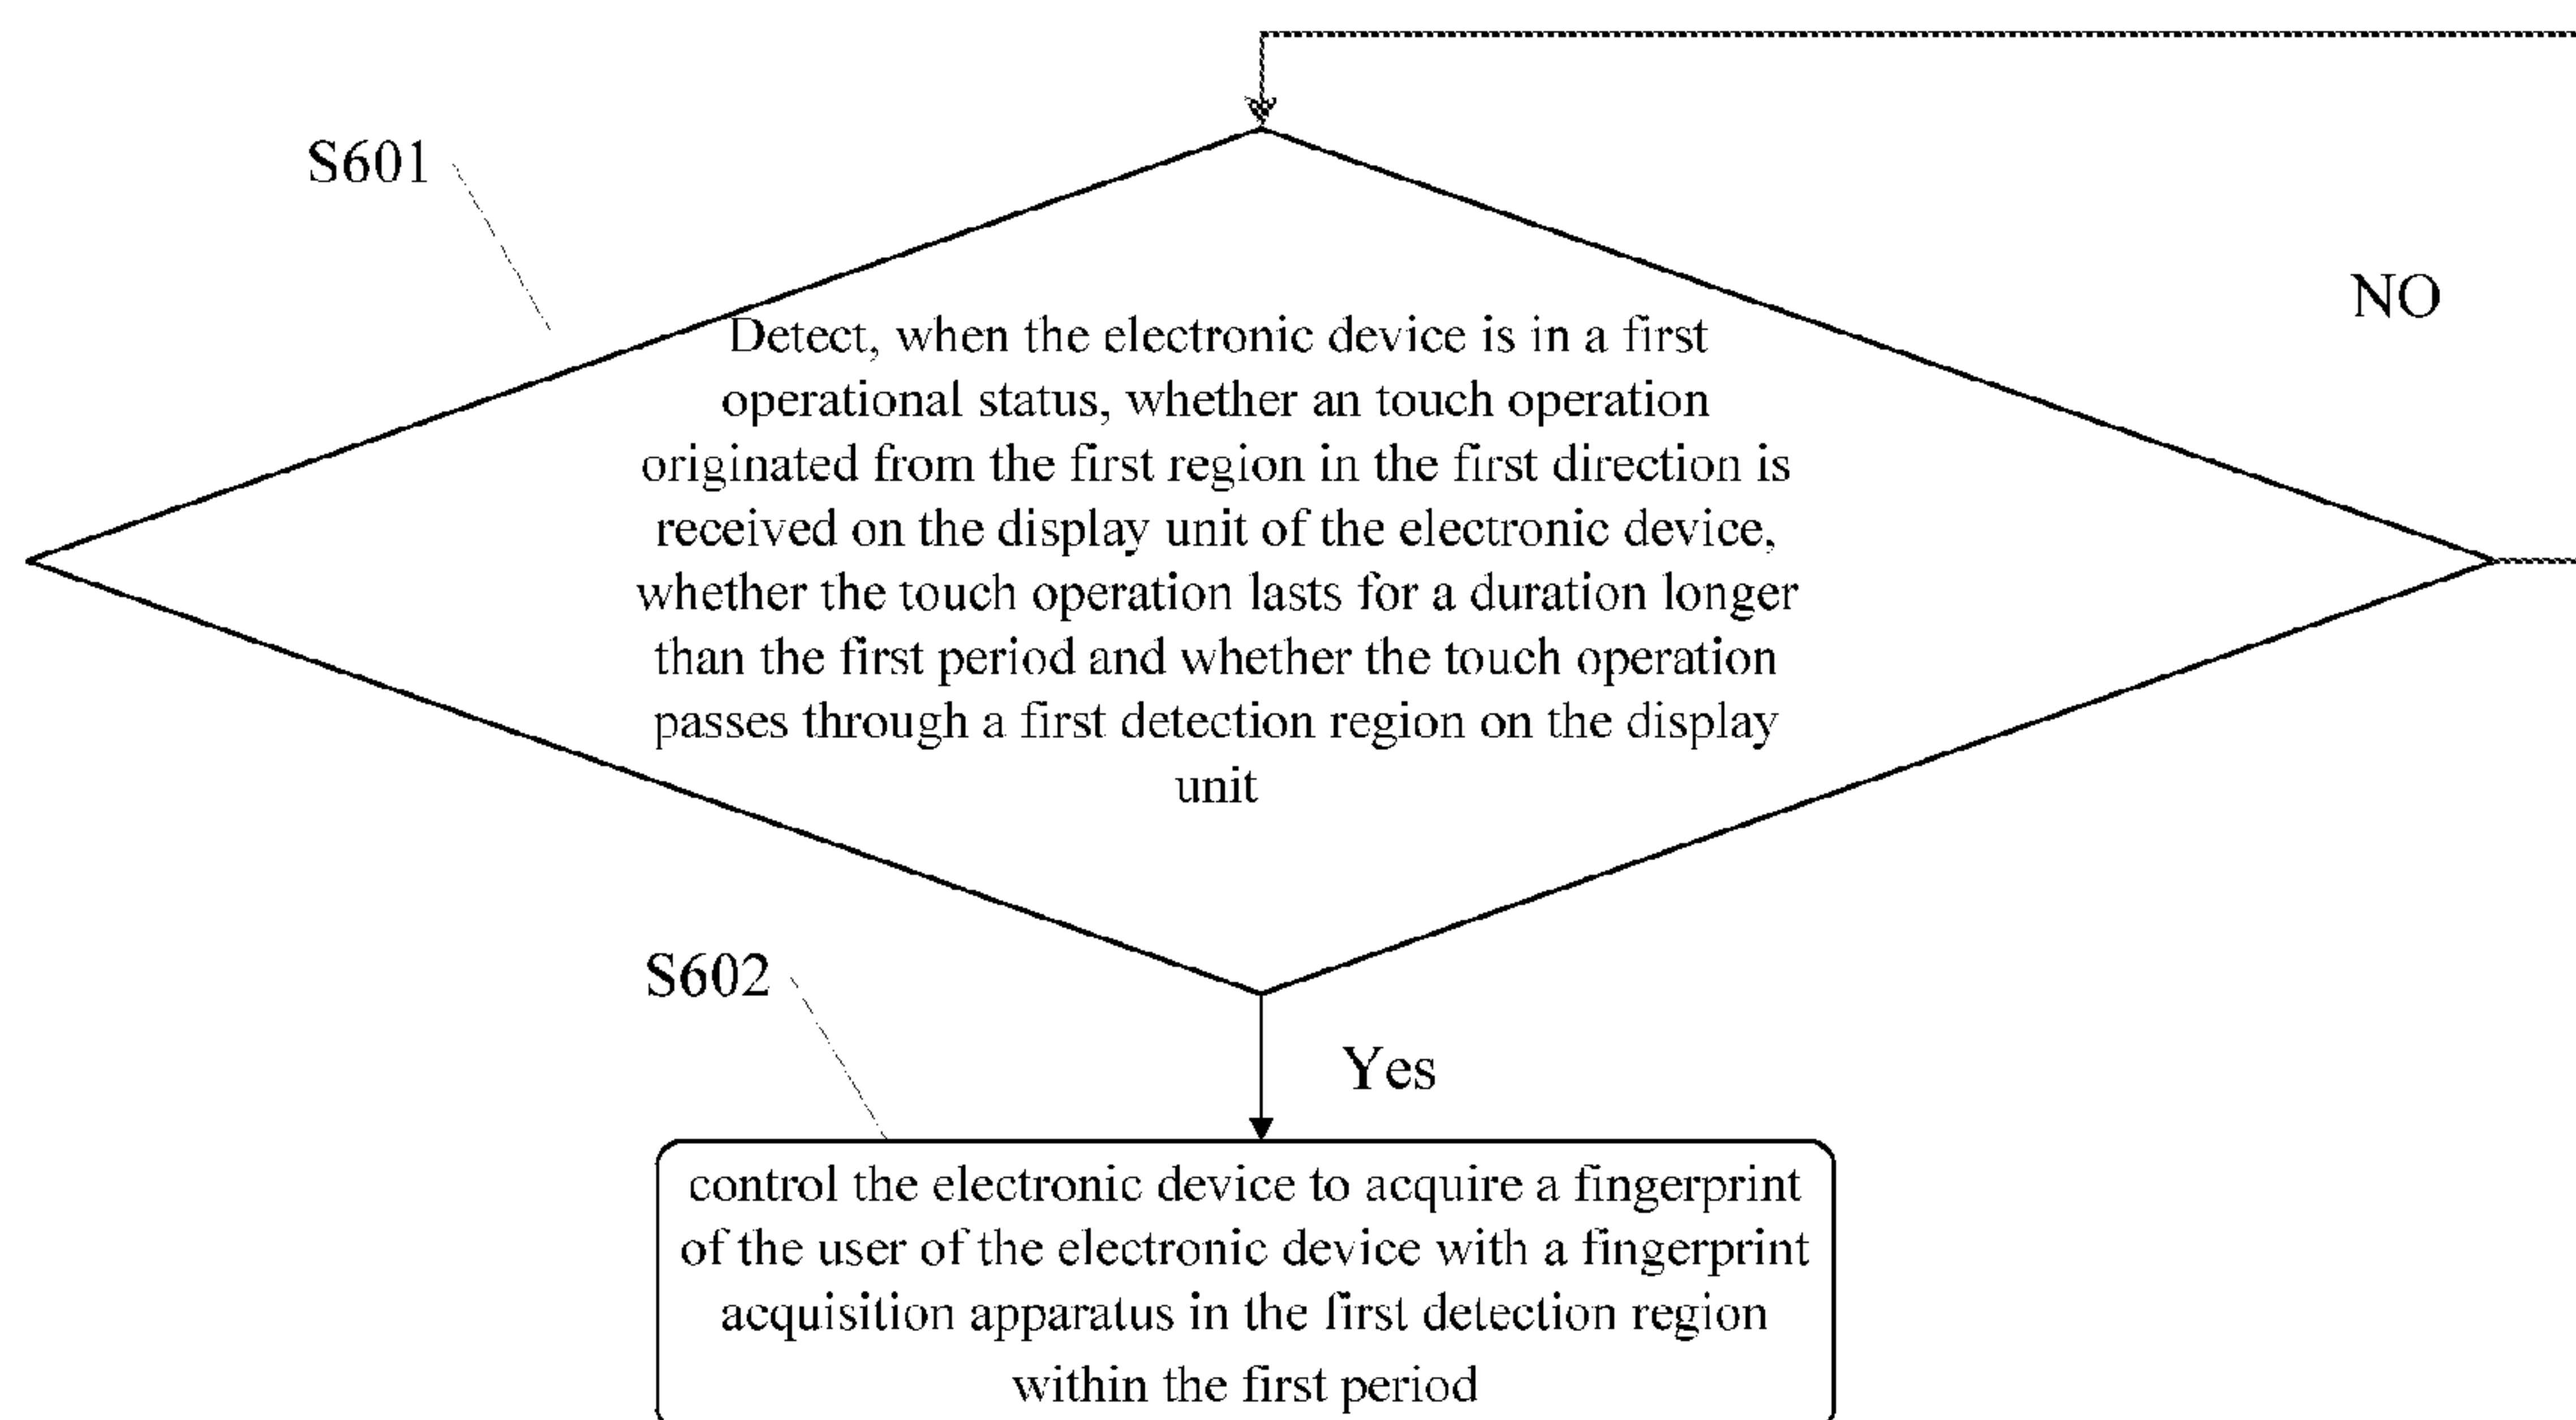 S601
NO
Detect, when the electronic device is in a first
operational status, whether an touch operation
originated from the first region in the first direction is
received on the display unit of the electronic device,
whether the touch operation lasts for a duration longer
than the first period and whether the touch operation
passes through a first detection region on the display
unit
S602
Yes
control the electronic device to acquire a fingerprint
of the user of the electronic device with a fingerprint
acquisition apparatus in the first detection region
within the first period